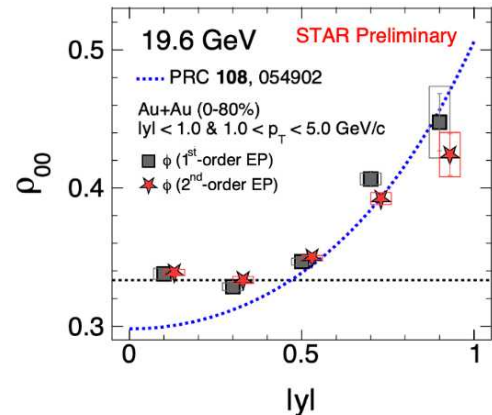 19.6 GeV
STAR Preliminary
PRC 108, 054902
Au+Au (0-80%)
|y| < 1.0 & 1.0 < pT < 5.0 GeV/c
ϕ (1st-order EP)
ϕ (2nd-order EP)
ρ00
0.5
0.4
0.3
0
0.5
1
|y|